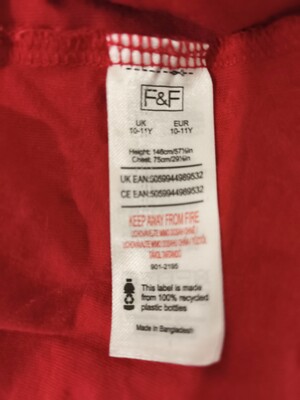 F&F
UK EUR
10-11Y 10-11Y
Height: 146cm/57½in
Chest: 75cm/29½in
UK EAN:5059944989532
CE EAN:5059944989532
KEEP AWAY FROM FIRE
901-2195
This label is made
from 100% recycled
plastic bottles
Made in Bangladesh